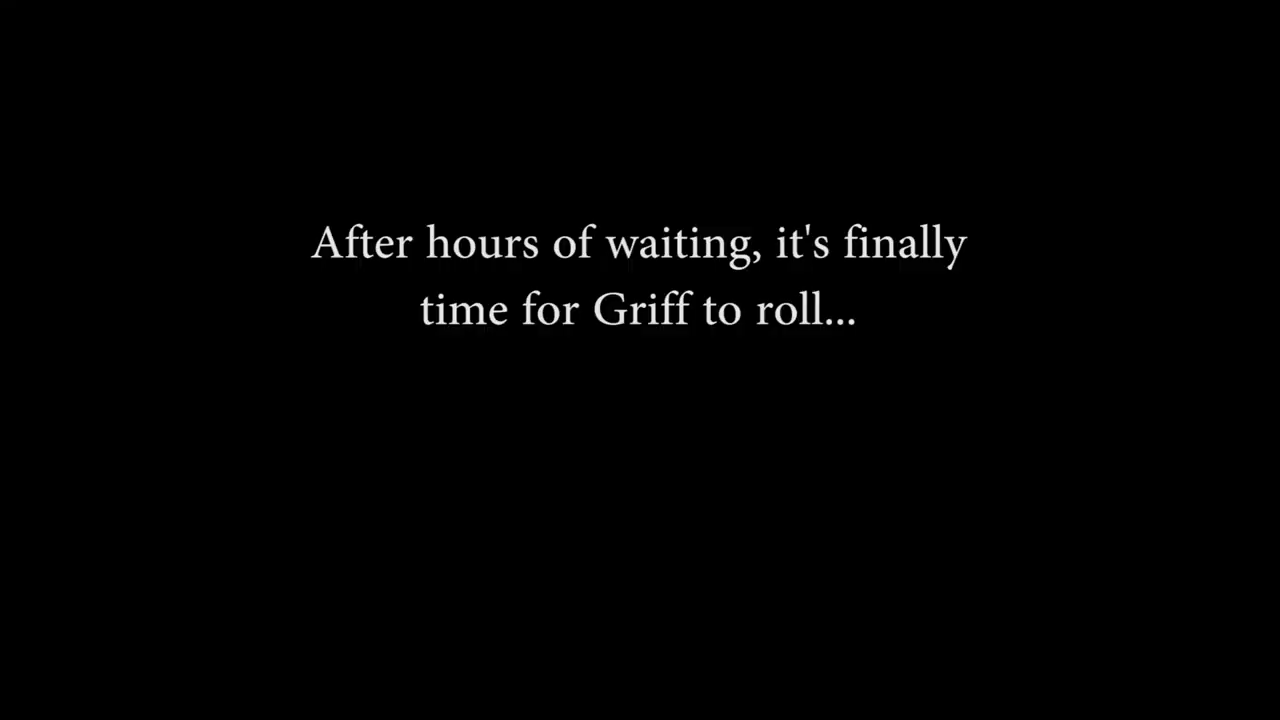 After hours of waiting, it's finally
time for Griff to roll...